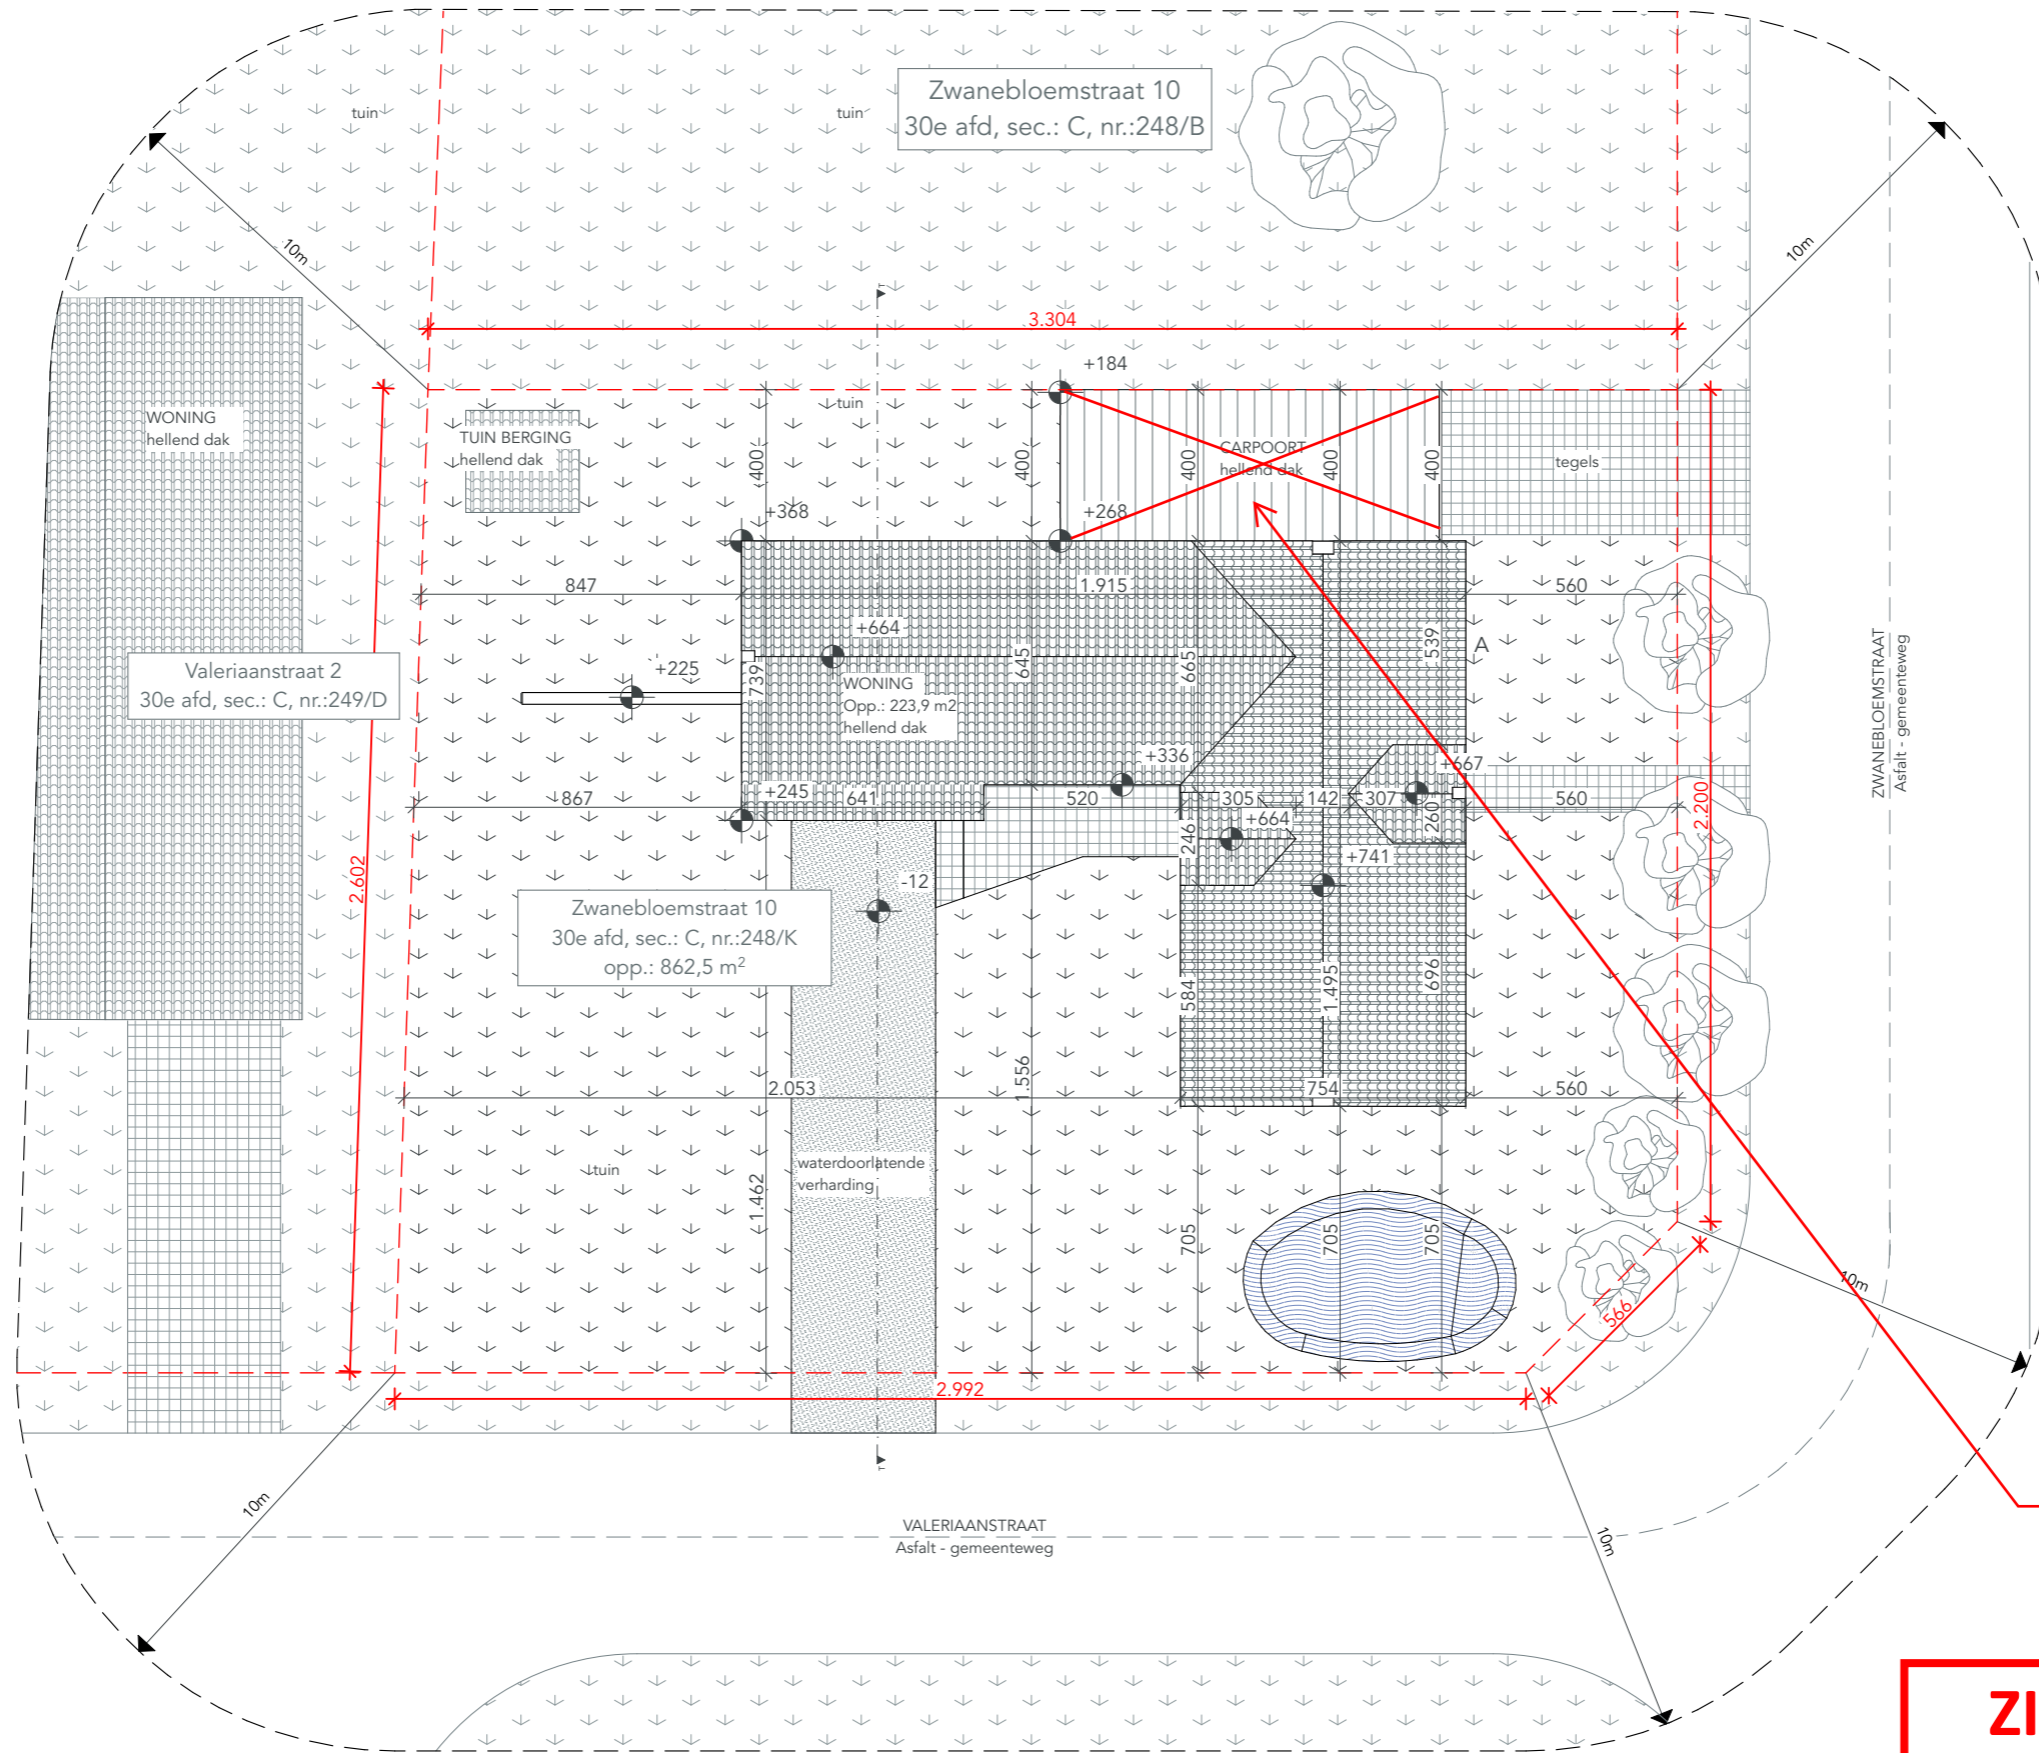 Zwanebloemstraat 10
30e afd, sec.: C, nr.:248/B
tuin
tuin
10m
10m
3.304
+184
WONING
hellend dak
TUIN BERGING
hellend dak
tuin
400
400
400
400
400
CARPOORT
hellend dak
tegels
+368
+268
847
1.915
560
+664
+225
739
645
665
539
A
WONING
Opp.: 223,9 m2
hellend dak
Valeriaanstraat 2
30e afd, sec.: C, nr.:249/D
ZWANEBLOEMSTRAAT
Asfalt - gemeenteweg
+336
+667
867
+245
641
520
305
142
307
560
2.200
246
+664
260
+741
2.602
-12
Zwanebloemstraat 10
30e afd, sec.: C, nr.:248/K
opp.: 862,5 m²
584
1.495
696
2.053
1.556
754
560
tuin
waterdoorlatende
verharding
1.462
705
705
705
10m
566
2.992
10m
VALERIAANSTRAAT
Asfalt - gemeenteweg
10m
ZI